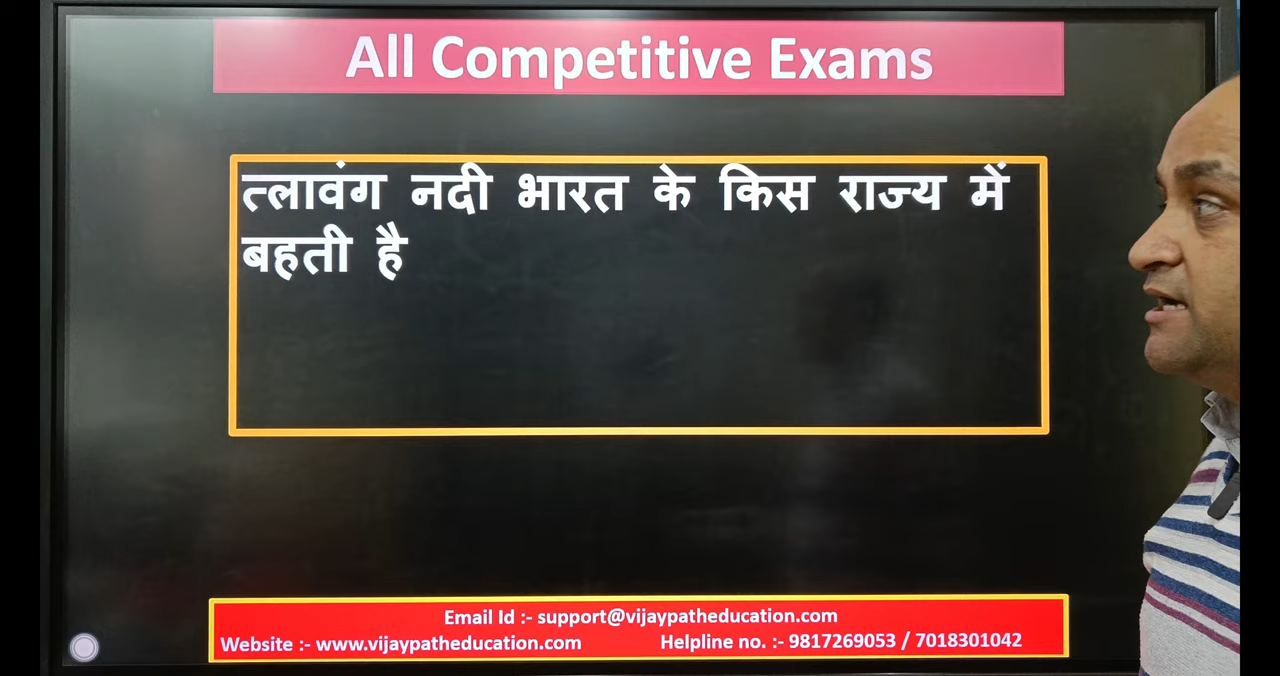 All Competitive Exams
त्लावंग नदी भारत के किस राज्य में
बहती है
Email Id :- support@vijaypatheducation.com
Website :- www.vijaypatheducation.com Helpline no. :- 9817269053 / 7018301042